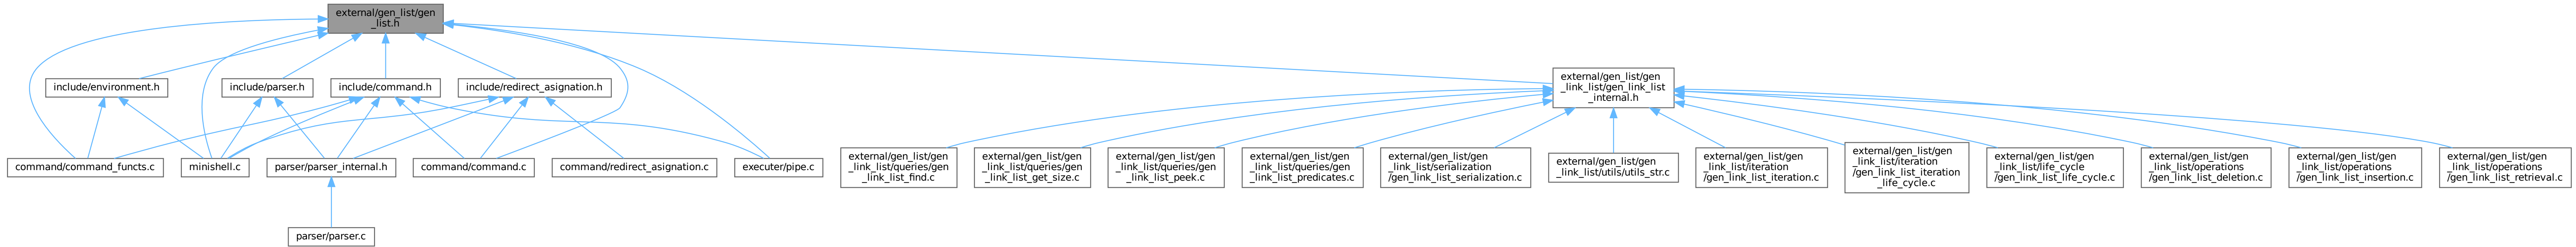 external/gen_list/gen
_list.h
external/gen_list/gen
_link_list/gen_link_list
_internal.h
include/environment.h
include/parser.h
include/command.h
include/redirect_asignation.h
command/command_functs.c
minishell.c
parser/parser_internal.h
command/command.c
command/redirect_asignation.c
executer/pipe.c
external/gen_list/gen
_link_list/queries/gen
_link_list_find.c
external/gen_list/gen
_link_list/queries/gen
_link_list_get_size.c
external/gen_list/gen
_link_list/queries/gen
_link_list_peek.c
external/gen_list/gen
_link_list/queries/gen
_link_list_predicates.c
external/gen_list/gen
_link_list/serialization
/gen_link_list_serialization.c
external/gen_list/gen
_link_list/utils/utils_str.c
external/gen_list/gen
_link_list/iteration
/gen_link_list_iteration.c
external/gen_list/gen
_link_list/iteration
/gen_link_list_iteration
_life_cycle.c
external/gen_list/gen
_link_list/life_cycle
/gen_link_list_life_cycle.c
external/gen_list/gen
_link_list/operations
/gen_link_list_deletion.c
external/gen_list/gen
_link_list/operations
/gen_link_list_insertion.c
external/gen_list/gen
_link_list/operations
/gen_link_list_retrieval.c
parser/parser.c